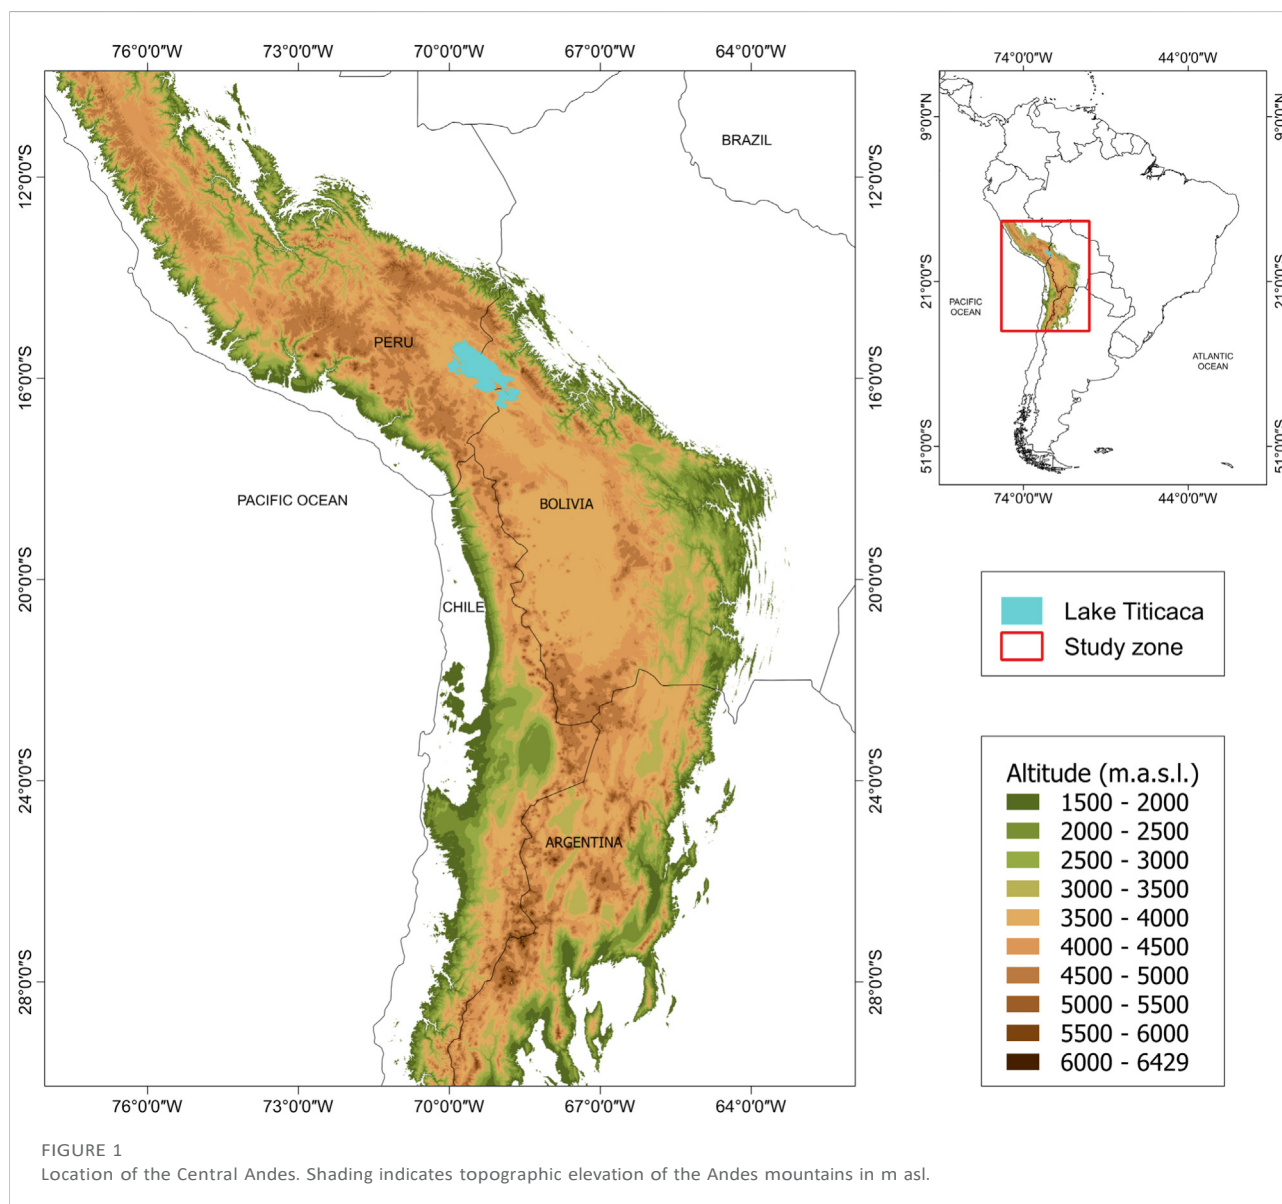 76°0'0"W 73°0'0"W 70°0'0"W 67°0'0"W 64°0'0"W
12°0'0"S
16°0'0"S
20°0'0"S
24°0'0"S
28°0'0"S
BRAZIL
PERU
PACIFIC OCEAN
BOLIVIA
CHILE
ARGENTINA
12°0'0"S
16°0'0"S
20°0'0"S
24°0'0"S
28°0'0"S
76°0'0"W 73°0'0"W 70°0'0"W 67°0'0"W 64°0'0"W
74°0'0"W 44°0'0"W
9°0'0"N
21°0'0"S
51°0'0"S
PACIFIC
OCEAN
ATLANTIC
OCEAN
9°0'0"N
21°0'0"S
51°0'0"S
74°0'0"W 44°0'0"W
Lake Titicaca
Study zone
Altitude (m.a.s.l.)
1500 - 2000
2000 - 2500
2500 - 3000
3000 - 3500
3500 - 4000
4000 - 4500
4500 - 5000
5000 - 5500
5500 - 6000
6000 - 6429
FIGURE 1
Location of the Central Andes. Shading indicates topographic elevation of the Andes mountains in m asl.